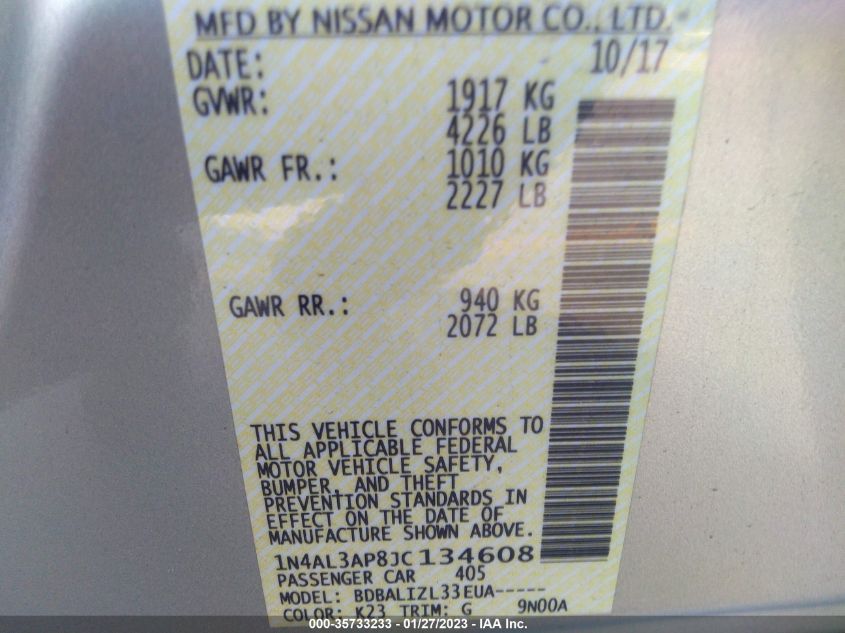 MFD BY NISSAN MOTOR CO., LTD.
DATE: 10/17
GVWR: 1917 KG
4226 LB
GAWR FR.: 1010 KG
2227 LB
GAWR RR.: 940 KG
2072 LB
THIS VEHICLE CONFORMS TO
ALL APPLICABLE FEDERAL
MOTOR VEHICLE SAFETY,
BUMPER, AND THEFT
PREVENTION STANDARDS IN
EFFECT ON THE DATE OF
MANUFACTURE SHOWN ABOVE.
1N4AL3AP8JC134608
PASSENGER CAR 405
MODEL: BDBALIZL33EUA-----
COLOR: K23 TRIM: G 9N00A
000-35733233 - 01/27/2023 - IAA Inc.